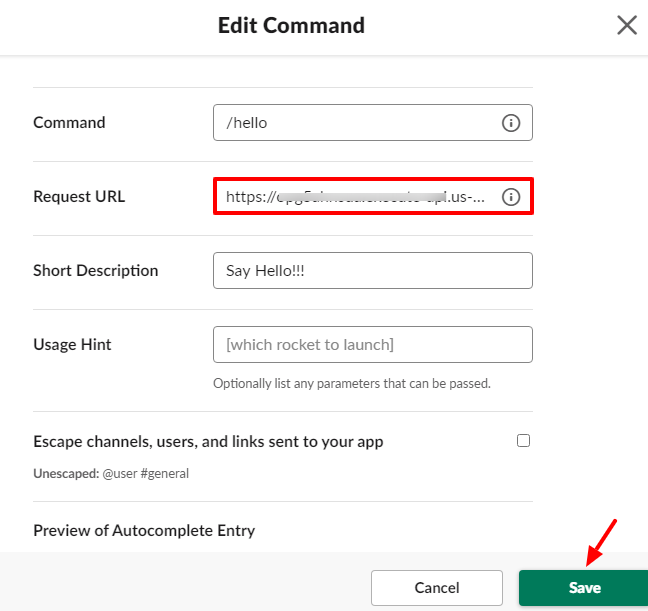 Edit Command
Command
/hello
Request URL
https:// .us-...
Short Description
Say Hello!!!
Usage Hint
[which rocket to launch]
Optionally list any parameters that can be passed.
Escape channels, users, and links sent to your app
Unescaped: @user #general
Preview of Autocomplete Entry
Cancel
Save